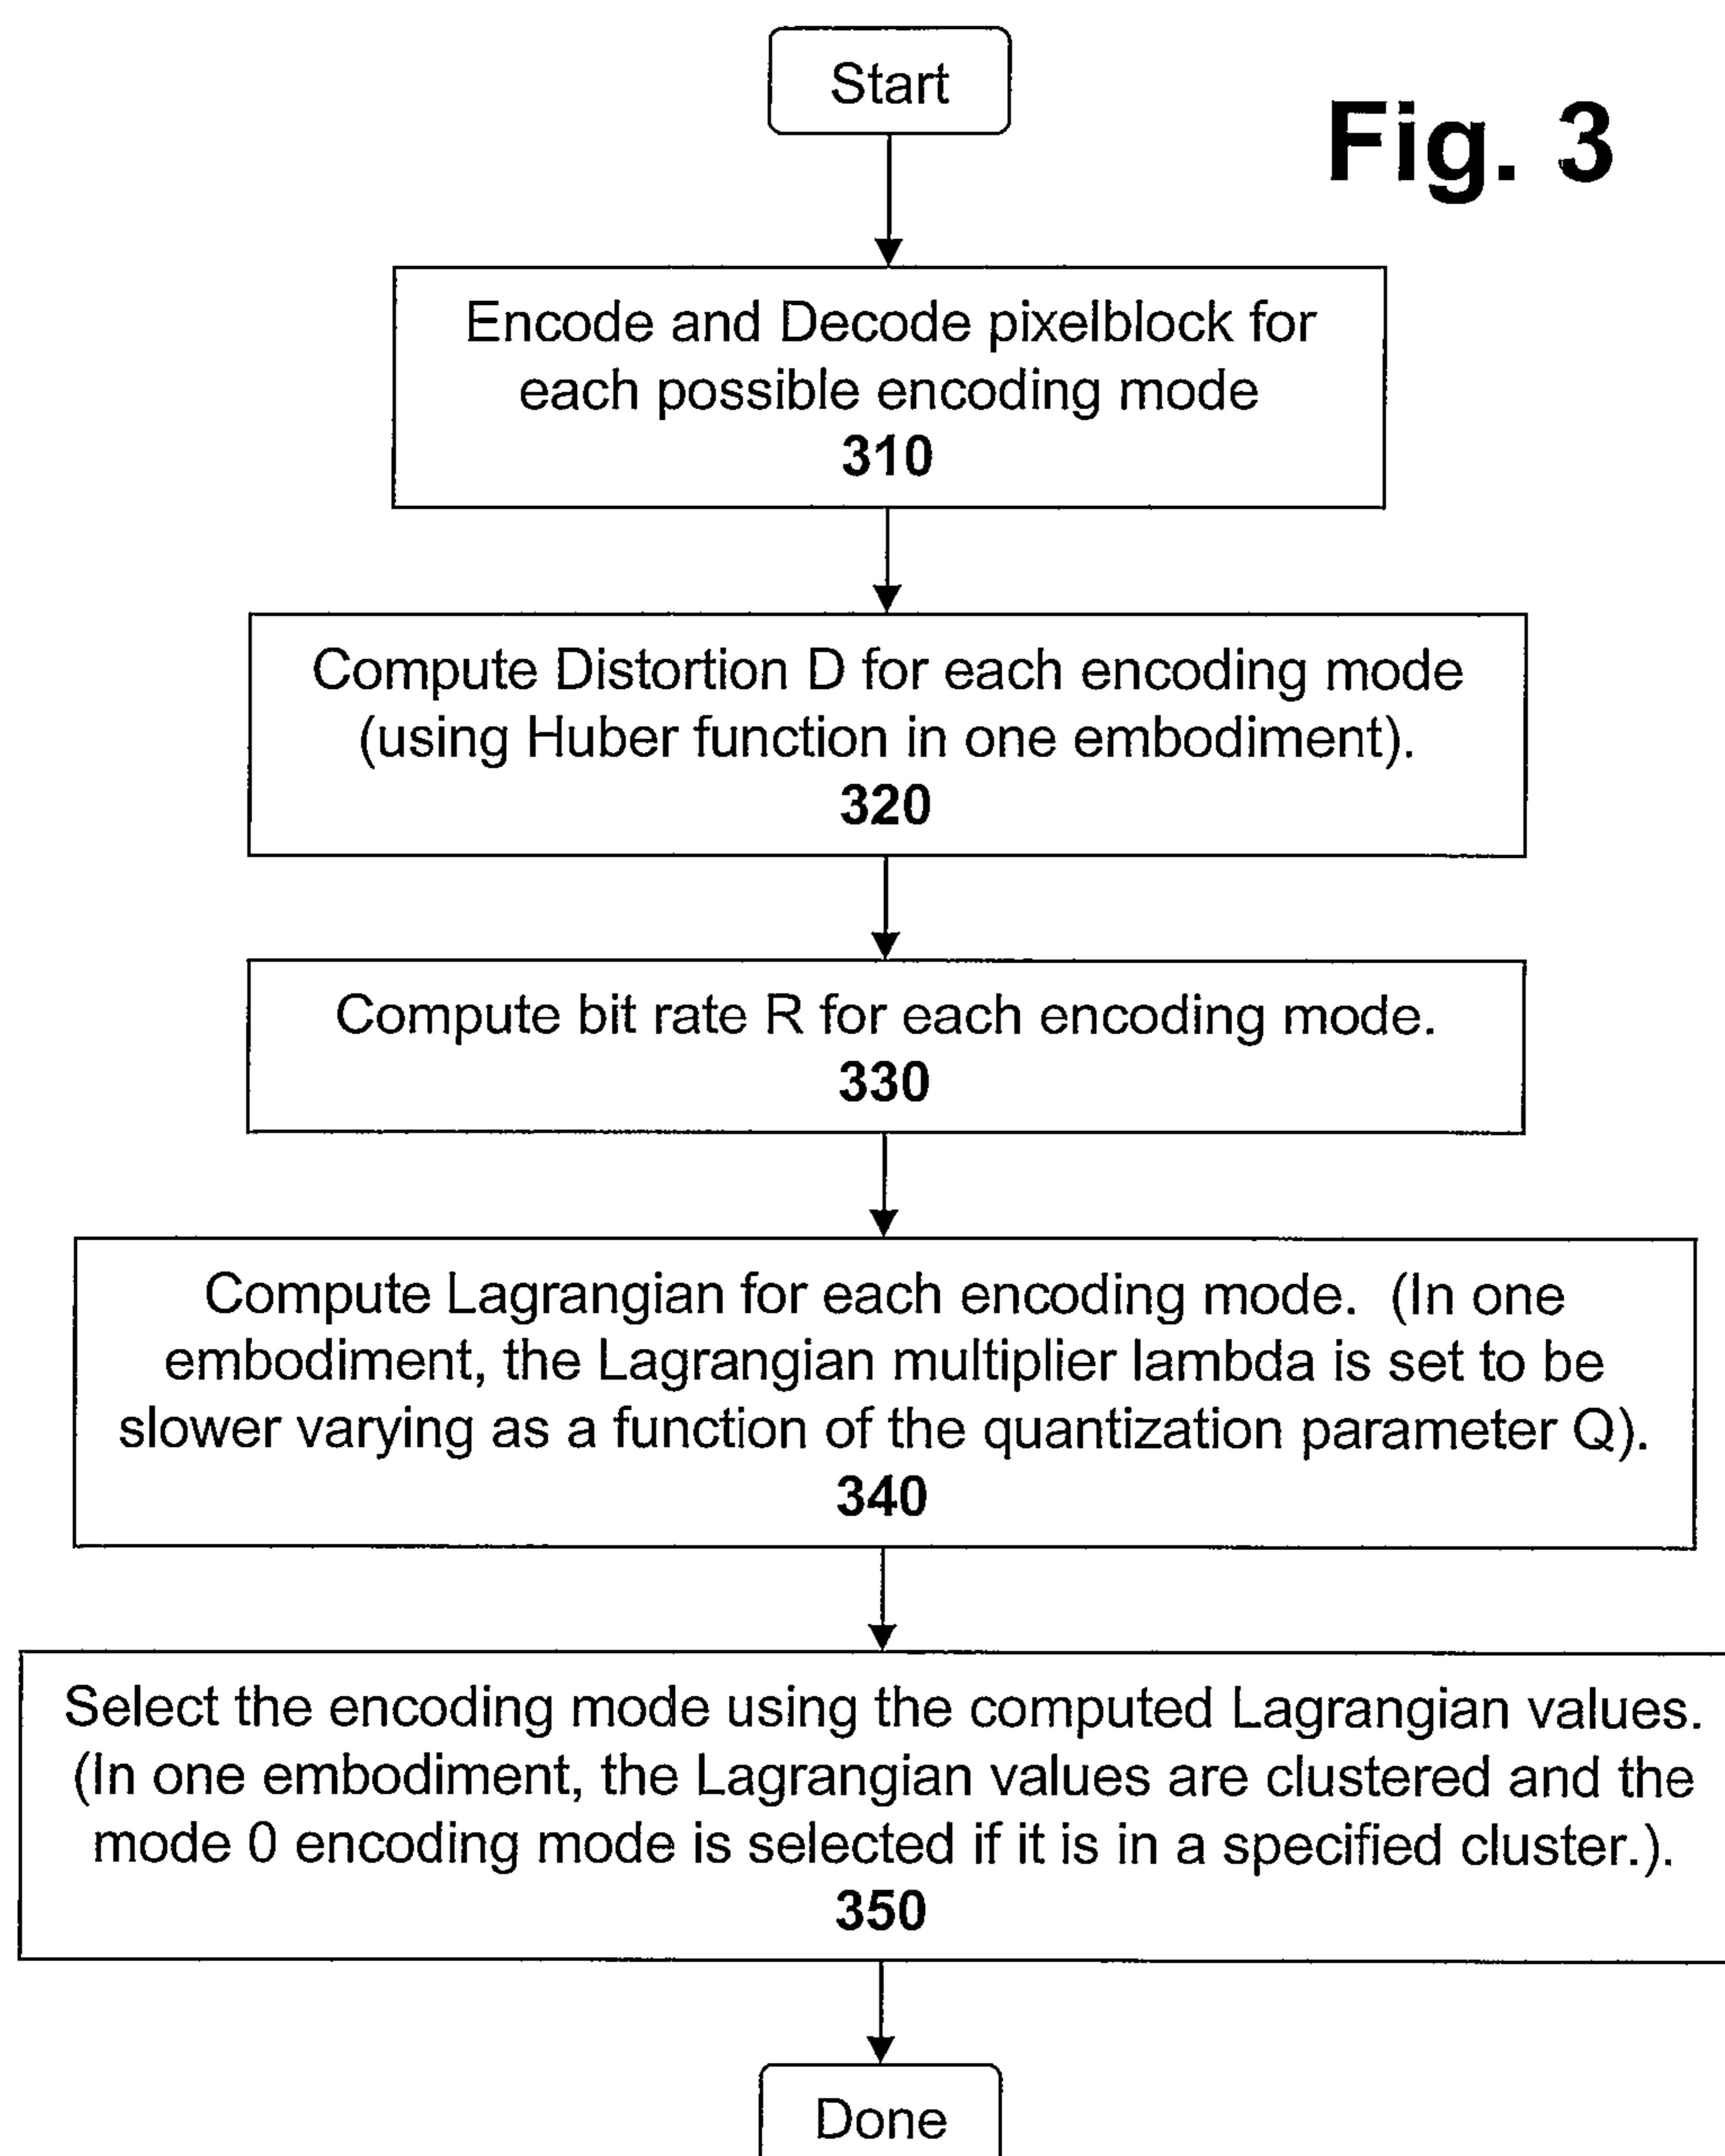 Start
Fig. 3
Encode and Decode pixelblock for
each possible encoding mode
310
Compute Distortion D for each encoding mode
(using Huber function in one embodiment).
320
Compute bit rate R for each encoding mode.
330
Compute Lagrangian for each encoding mode. (In one
embodiment, the Lagrangian multiplier lambda is set to be
slower varying as a function of the quantization parameter Q).
340
Select the encoding mode using the computed Lagrangian values.
(In one embodiment, the Lagrangian values are clustered and the
mode 0 encoding mode is selected if it is in a specified cluster.).
350
Done